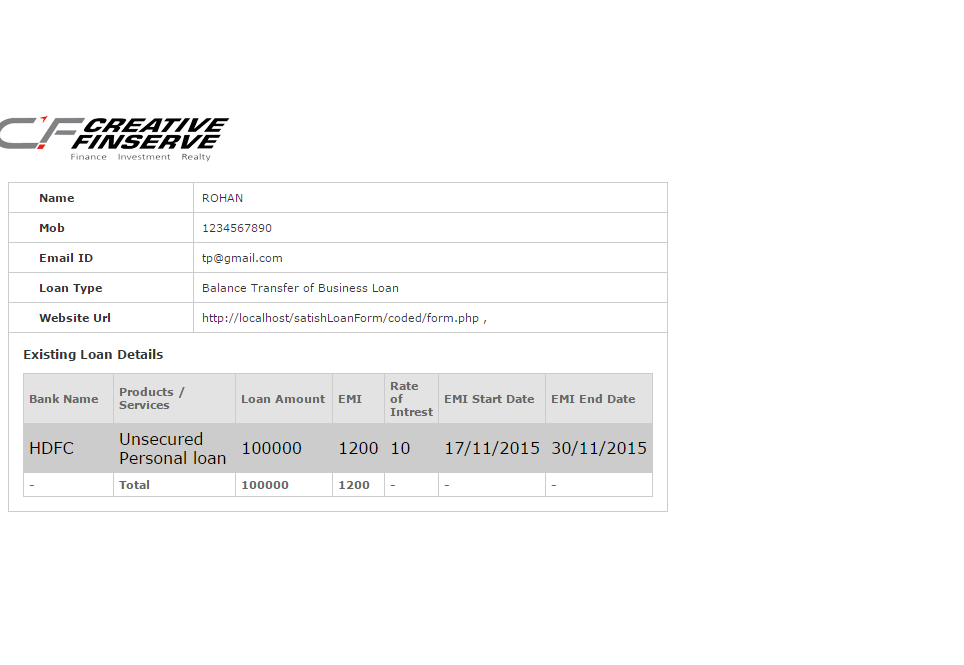 CF CREATIVE
FINSERVE
Finance Investment Realty
Name ROHAN
Mob 1234567890
Email ID tp@gmail.com
Loan Type Balance Transfer of Business Loan
Website Url http://localhost/satishLoanForm/coded/form.php ,
Existing Loan Details
Bank Name Products / Services Loan Amount EMI Rate of Intrest EMI Start Date EMI End Date
HDFC Unsecured Personal loan 100000 1200 10 17/11/2015 30/11/2015
- Total 100000 1200 - - -